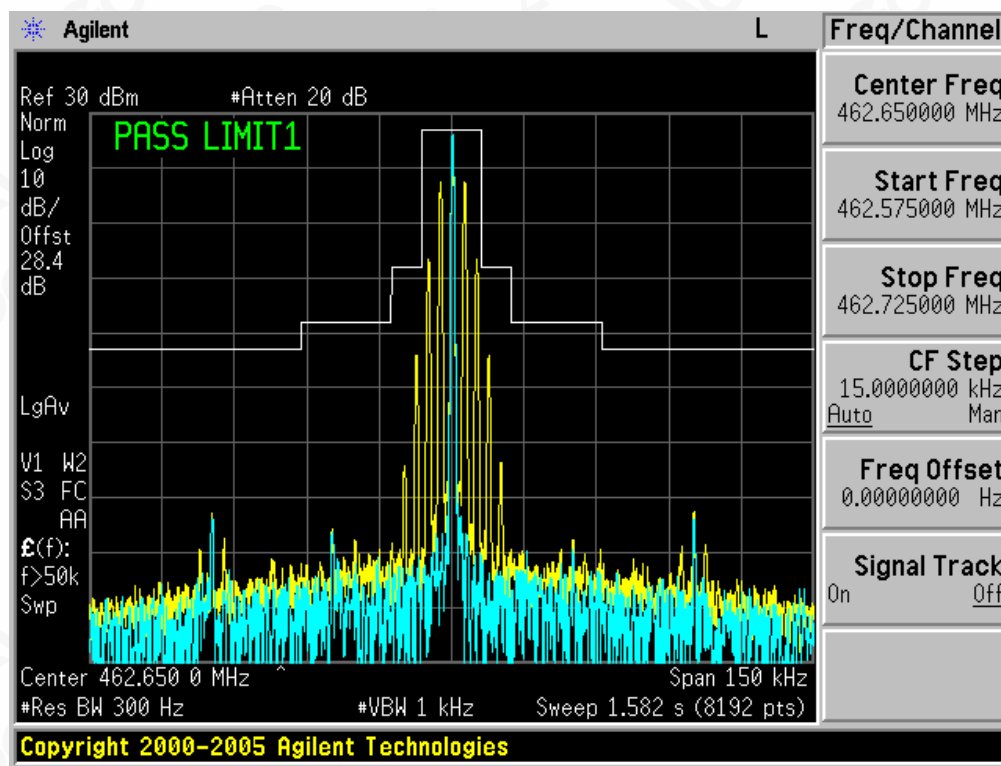 Agilent
L
Freq/Channel
Ref 30 dBm #Atten 20 dB
Norm
Log
10
dB/
Offst
28.4
dB
PASS LIMIT1
LgAv
V1 W2
S3 FC
AA
£(f):
f>50k
Swp
Center 462.650 0 MHz ^ Span 150 kHz
#Res BW 300 Hz #VBW 1 kHz Sweep 1.582 s (8192 pts)
Copyright 2000-2005 Agilent Technologies
Center Freq
462.650000 MHz
Start Freq
462.575000 MHz
Stop Freq
462.725000 MHz
CF Step
15.0000000 kHz
Auto Man
Freq Offset
0.00000000 Hz
Signal Track
On Off